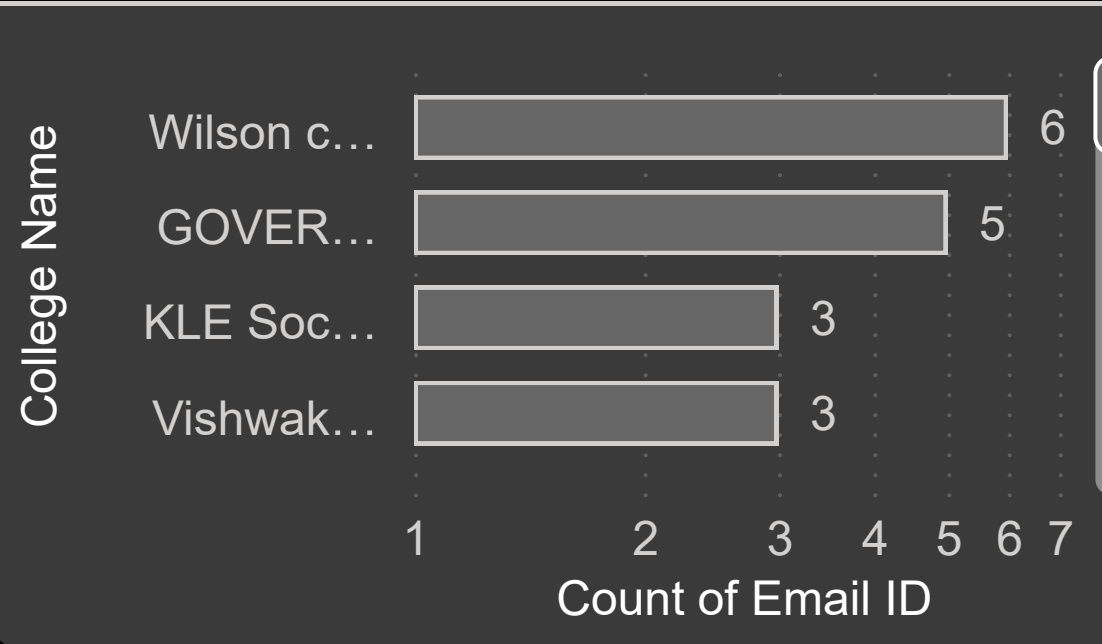 College Name
Wilson c… 6
GOVER… 5
KLE Soc… 3
Vishwak… 3
1 2 3 4 5 6 7
Count of Email ID